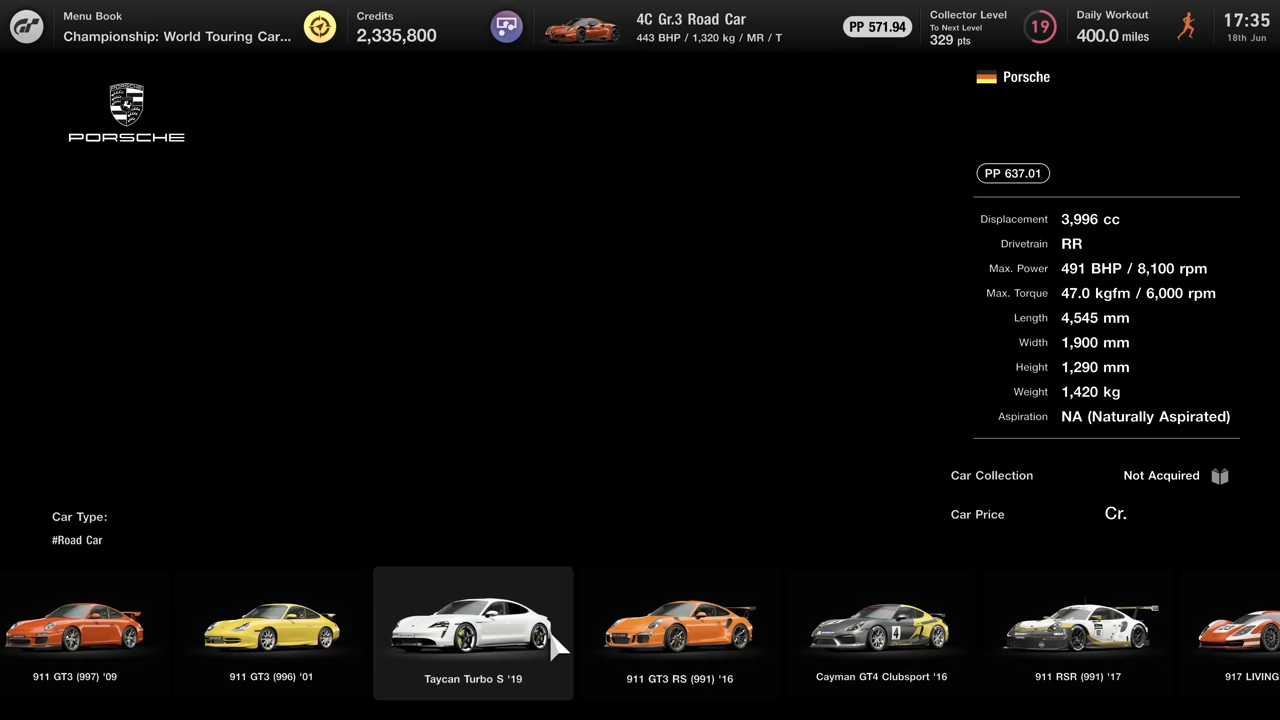 Menu Book
Championship: World Touring Car...
Credits
2,335,800
4C Gr.3 Road Car
443 BHP / 1,320 kg / MR / T
PP 571.94
Collector Level
To Next Level
329 pts
19
Daily Workout
400.0 miles
17:35
18th Jun
PORSCHE
Porsche
PP 637.01
Displacement 3,996 cc
Drivetrain RR
Max. Power 491 BHP / 8,100 rpm
Max. Torque 47.0 kgfm / 6,000 rpm
Length 4,545 mm
Width 1,900 mm
Height 1,290 mm
Weight 1,420 kg
Aspiration NA (Naturally Aspirated)
Car Collection Not Acquired
Car Price Cr.
Car Type:
#Road Car
911 GT3 (997) '09
911 GT3 (996) '01
Taycan Turbo S '19
911 GT3 RS (991) '16
Cayman GT4 Clubsport '16
911 RSR (991) '17
917 LIVING